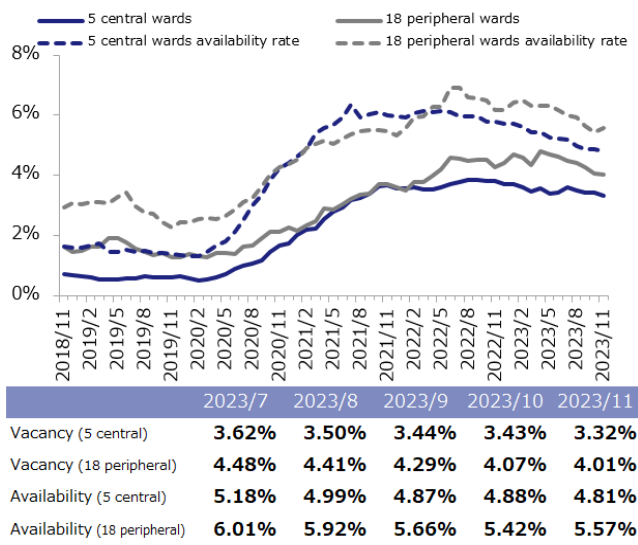 5 central wards 18 peripheral wards
5 central wards availability rate 18 peripheral wards availability rate
8%
6%
4%
2%
0%
2018/11 2019/2 2019/5 2019/8 2019/11 2020/2 2020/5 2020/8 2020/11 2021/2 2021/5 2021/8 2021/11 2022/2 2022/5 2022/8 2022/11 2023/2 2023/5 2023/8 2023/11
2023/7 2023/8 2023/9 2023/10 2023/11
Vacancy (5 central) 3.62% 3.50% 3.44% 3.43% 3.32%
Vacancy (18 peripheral) 4.48% 4.41% 4.29% 4.07% 4.01%
Availability (5 central) 5.18% 4.99% 4.87% 4.88% 4.81%
Availability (18 peripheral) 6.01% 5.92% 5.66% 5.42% 5.57%